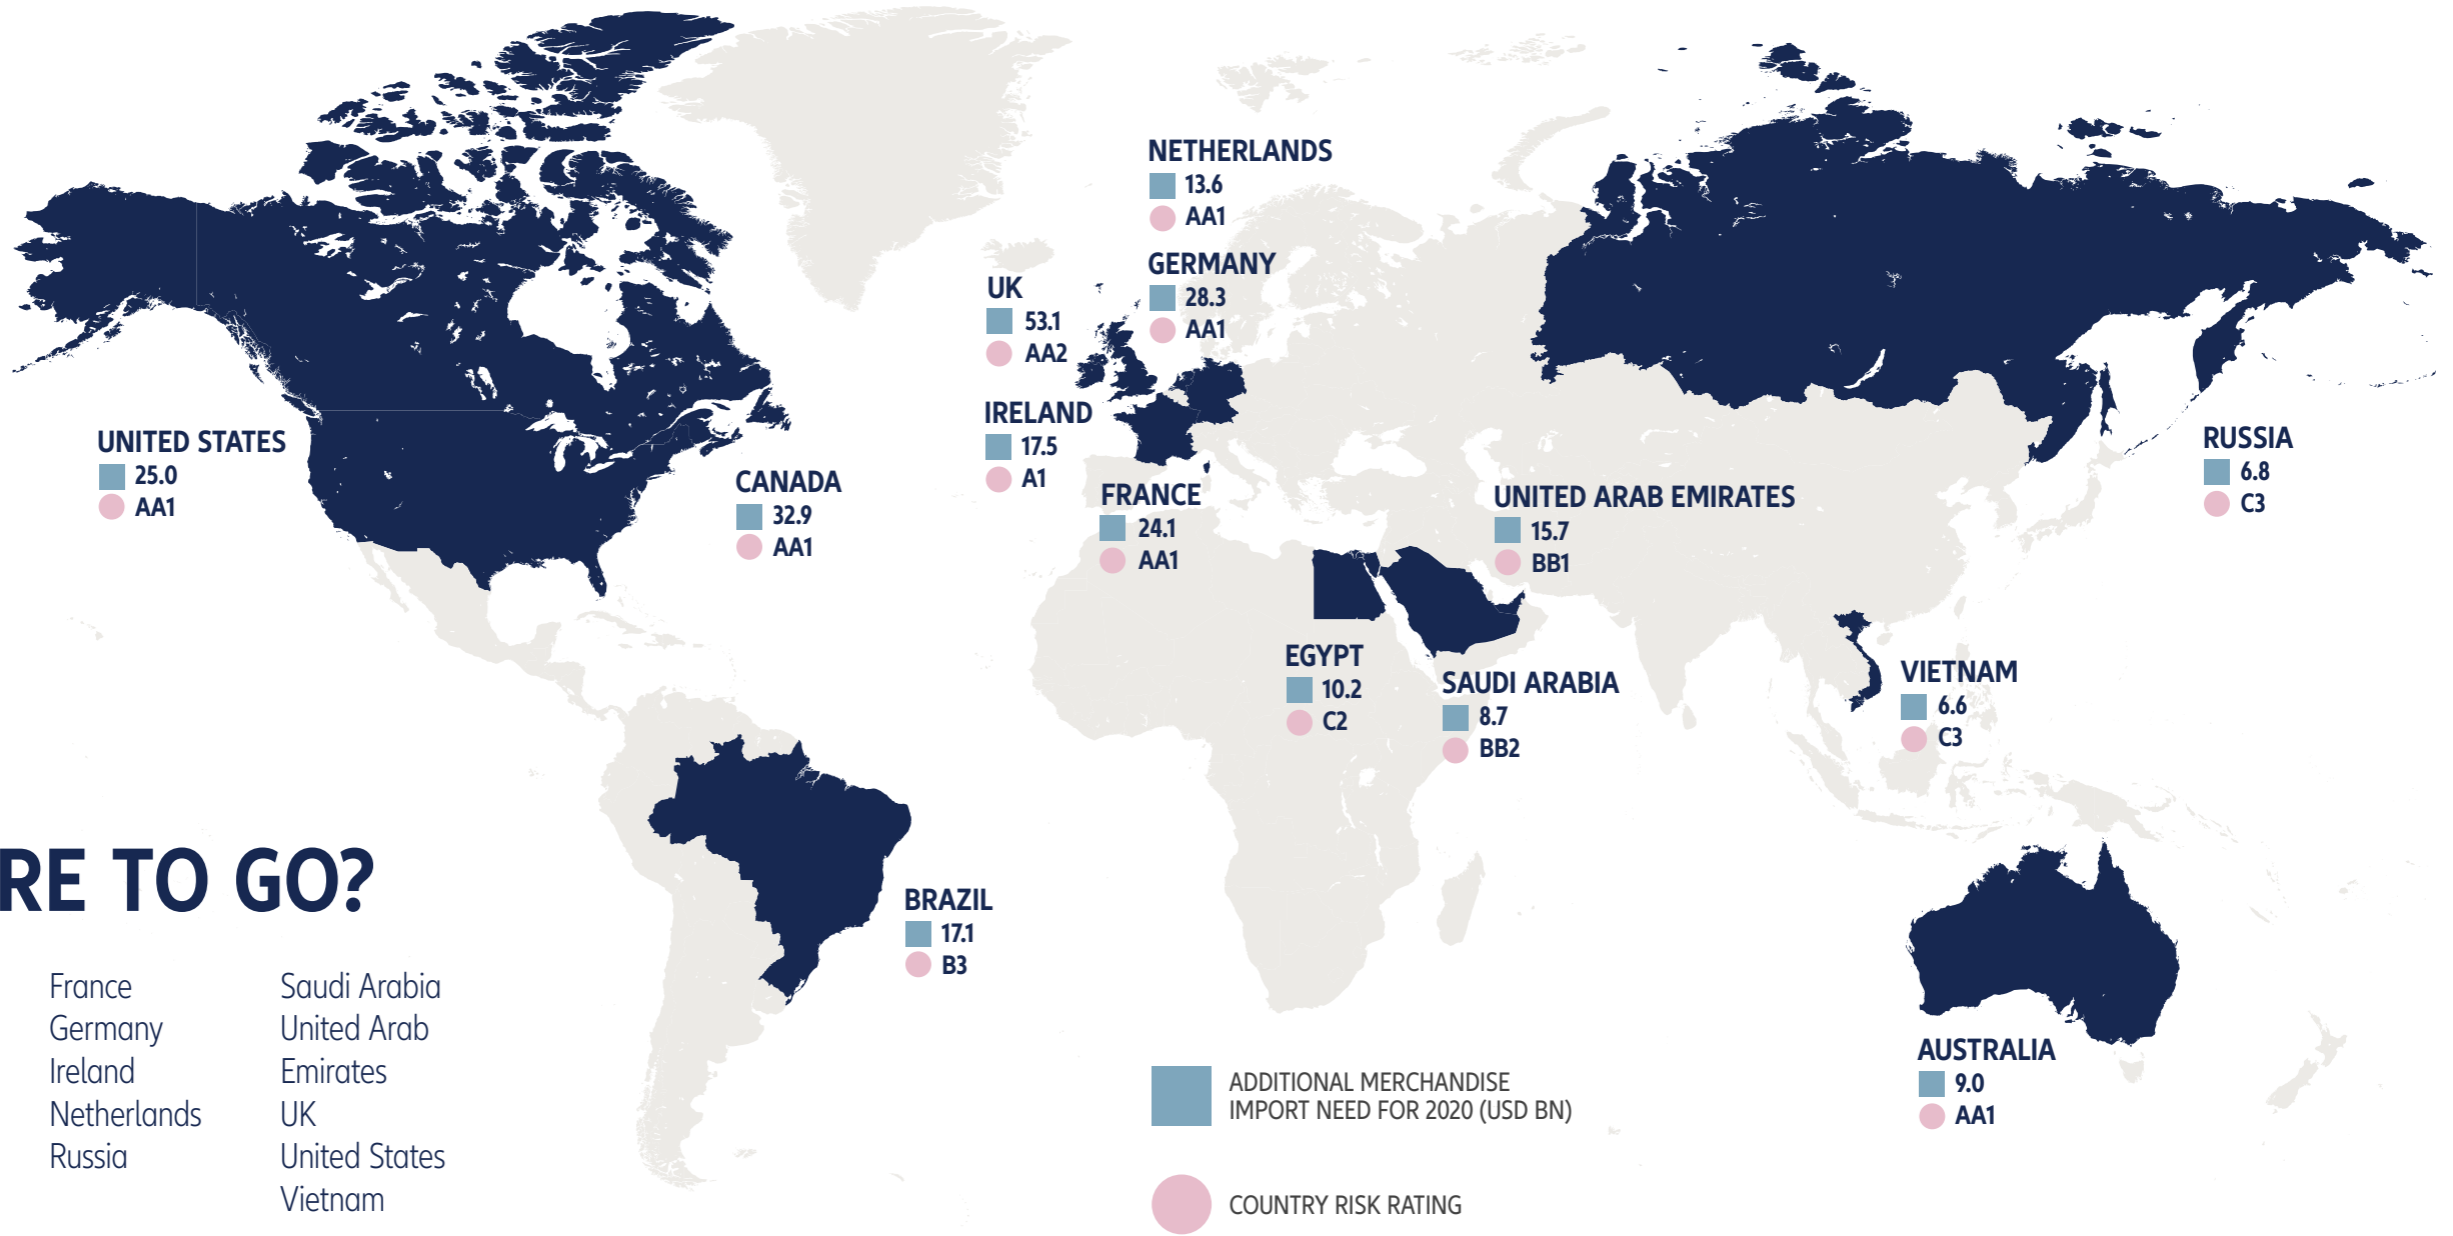 NETHERLANDS
13.6
AA1
GERMANY
28.3
AA1
UK
53.1
AA2
IRELAND
17.5
A1
FRANCE
24.1
AA1
UNITED STATES
25.0
AA1
CANADA
32.9
AA1
UNITED ARAB EMIRATES
15.7
BB1
RUSSIA
6.8
C3
EGYPT
10.2
C2
SAUDI ARABIA
8.7
BB2
VIETNAM
6.6
C3
BRAZIL
17.1
B3
AUSTRALIA
9.0
AA1
RE TO GO?
France
Germany
Ireland
Netherlands
Russia
Saudi Arabia
United Arab
Emirates
UK
United States
Vietnam
ADDITIONAL MERCHANDISE
IMPORT NEED FOR 2020 (USD BN)
COUNTRY RISK RATING